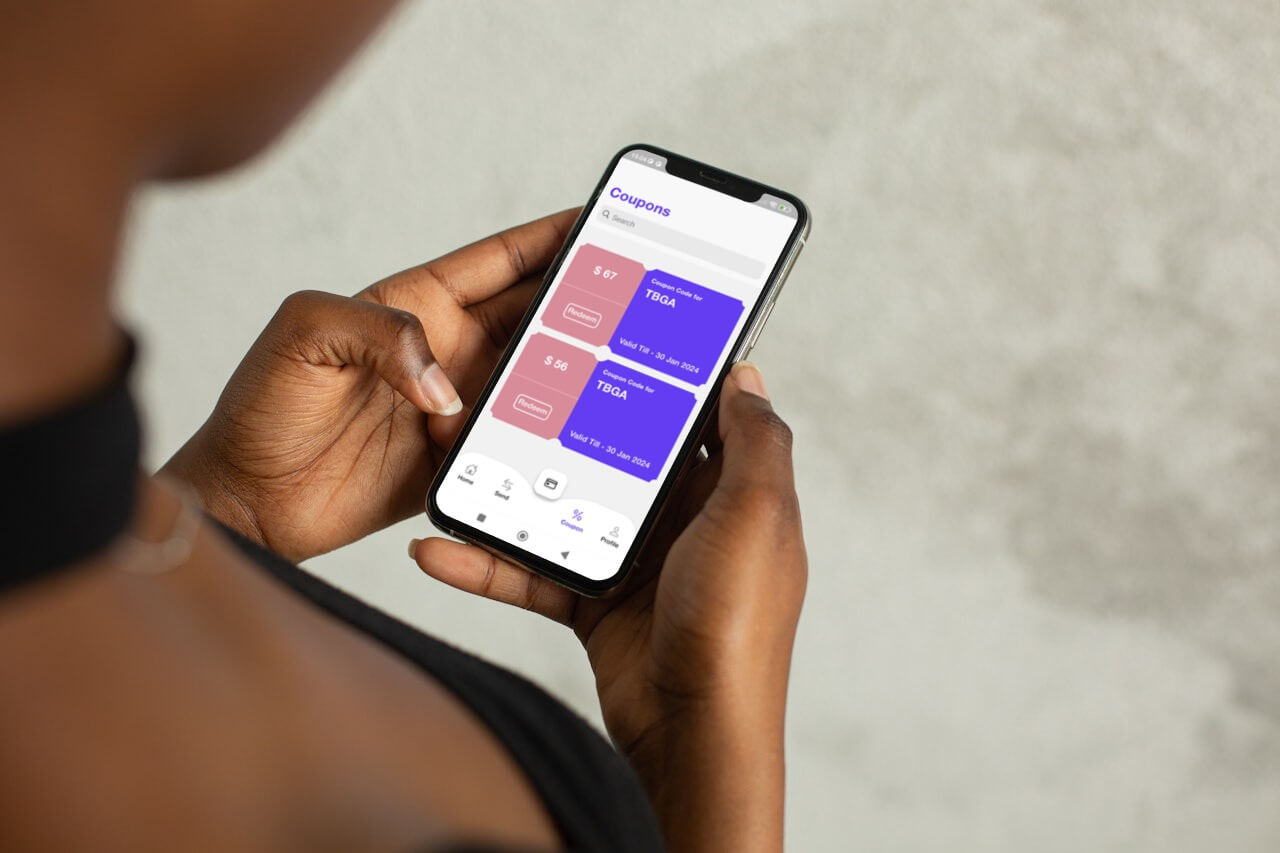 13:04
Coupons
Search
$ 67
Redeem
Coupon Code for
TBGA
Valid Till - 30 Jan 2024
$ 56
Redeem
Coupon Code for
TBGA
Valid Till - 30 Jan 2024
Home
Send
Coupon
Profile